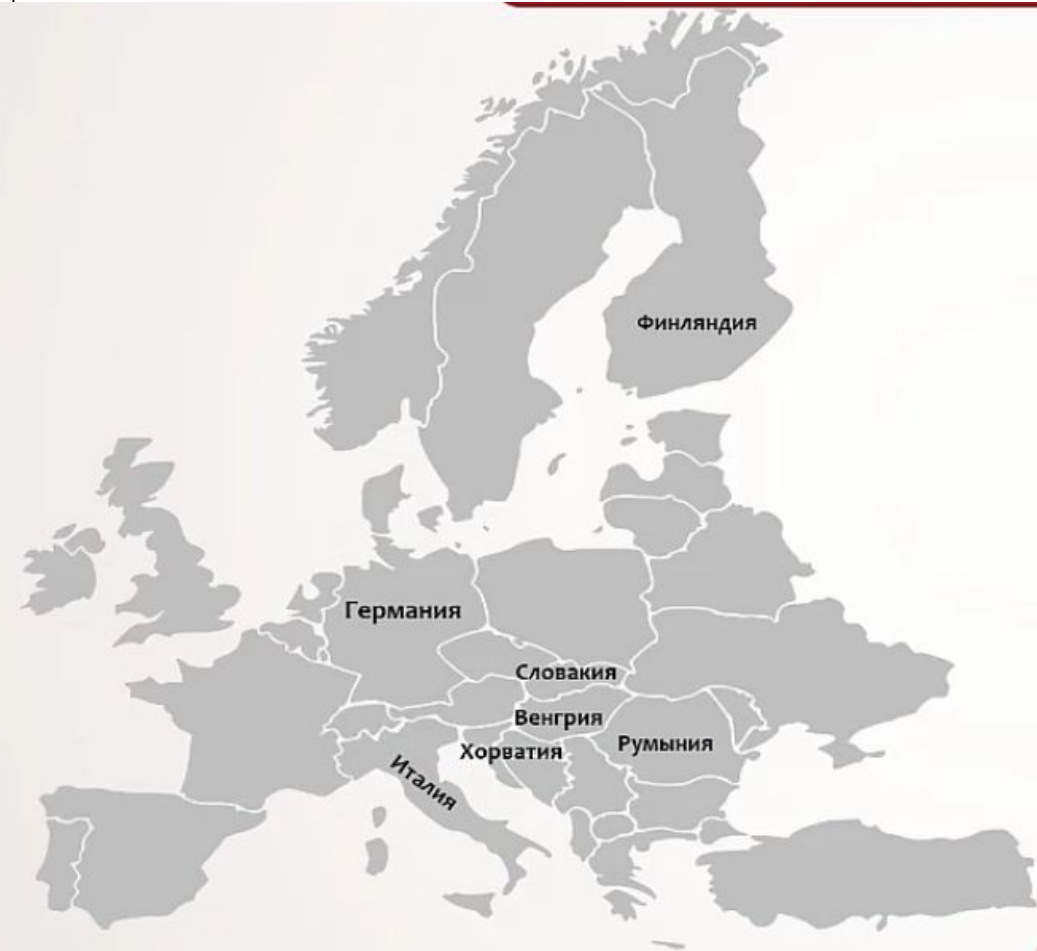 Финляндия
Германия
Словакия
Венгрия
Румыния
Хорватия
Италия